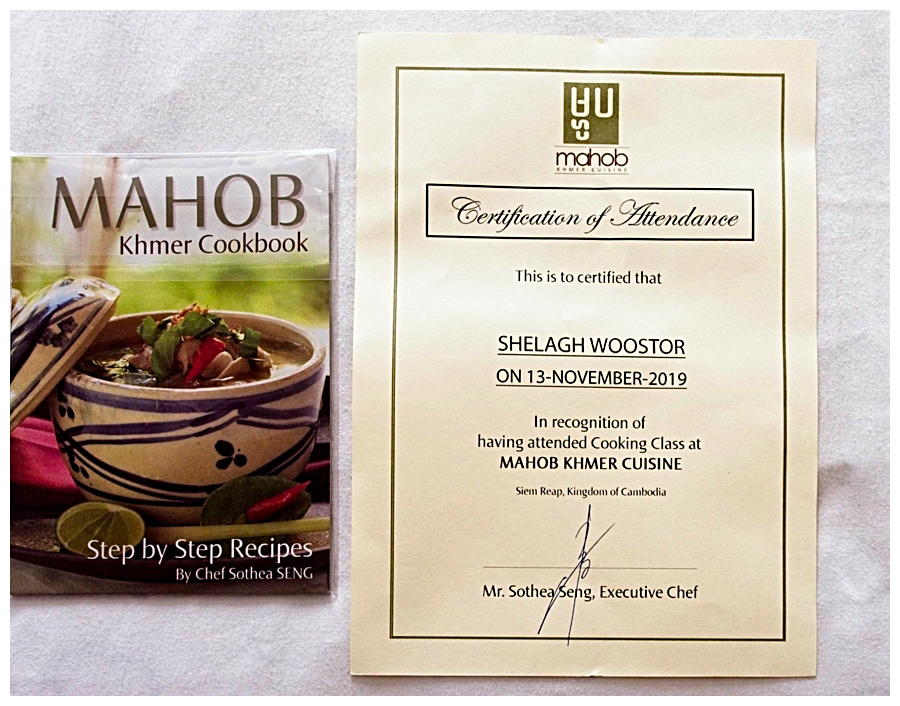 MAHOB
Khmer Cookbook
Step by Step Recipes
By Chef Sothea SENG
mahob
KHMER CUISINE
Certification of Attendance
This is to certified that
SHELAGH WOOSTOR
ON 13-NOVEMBER-2019
In recognition of
having attended Cooking Class at
MAHOB KHMER CUISINE
Siem Reap, Kingdom of Cambodia
Mr. Sothea Seng, Executive Chef